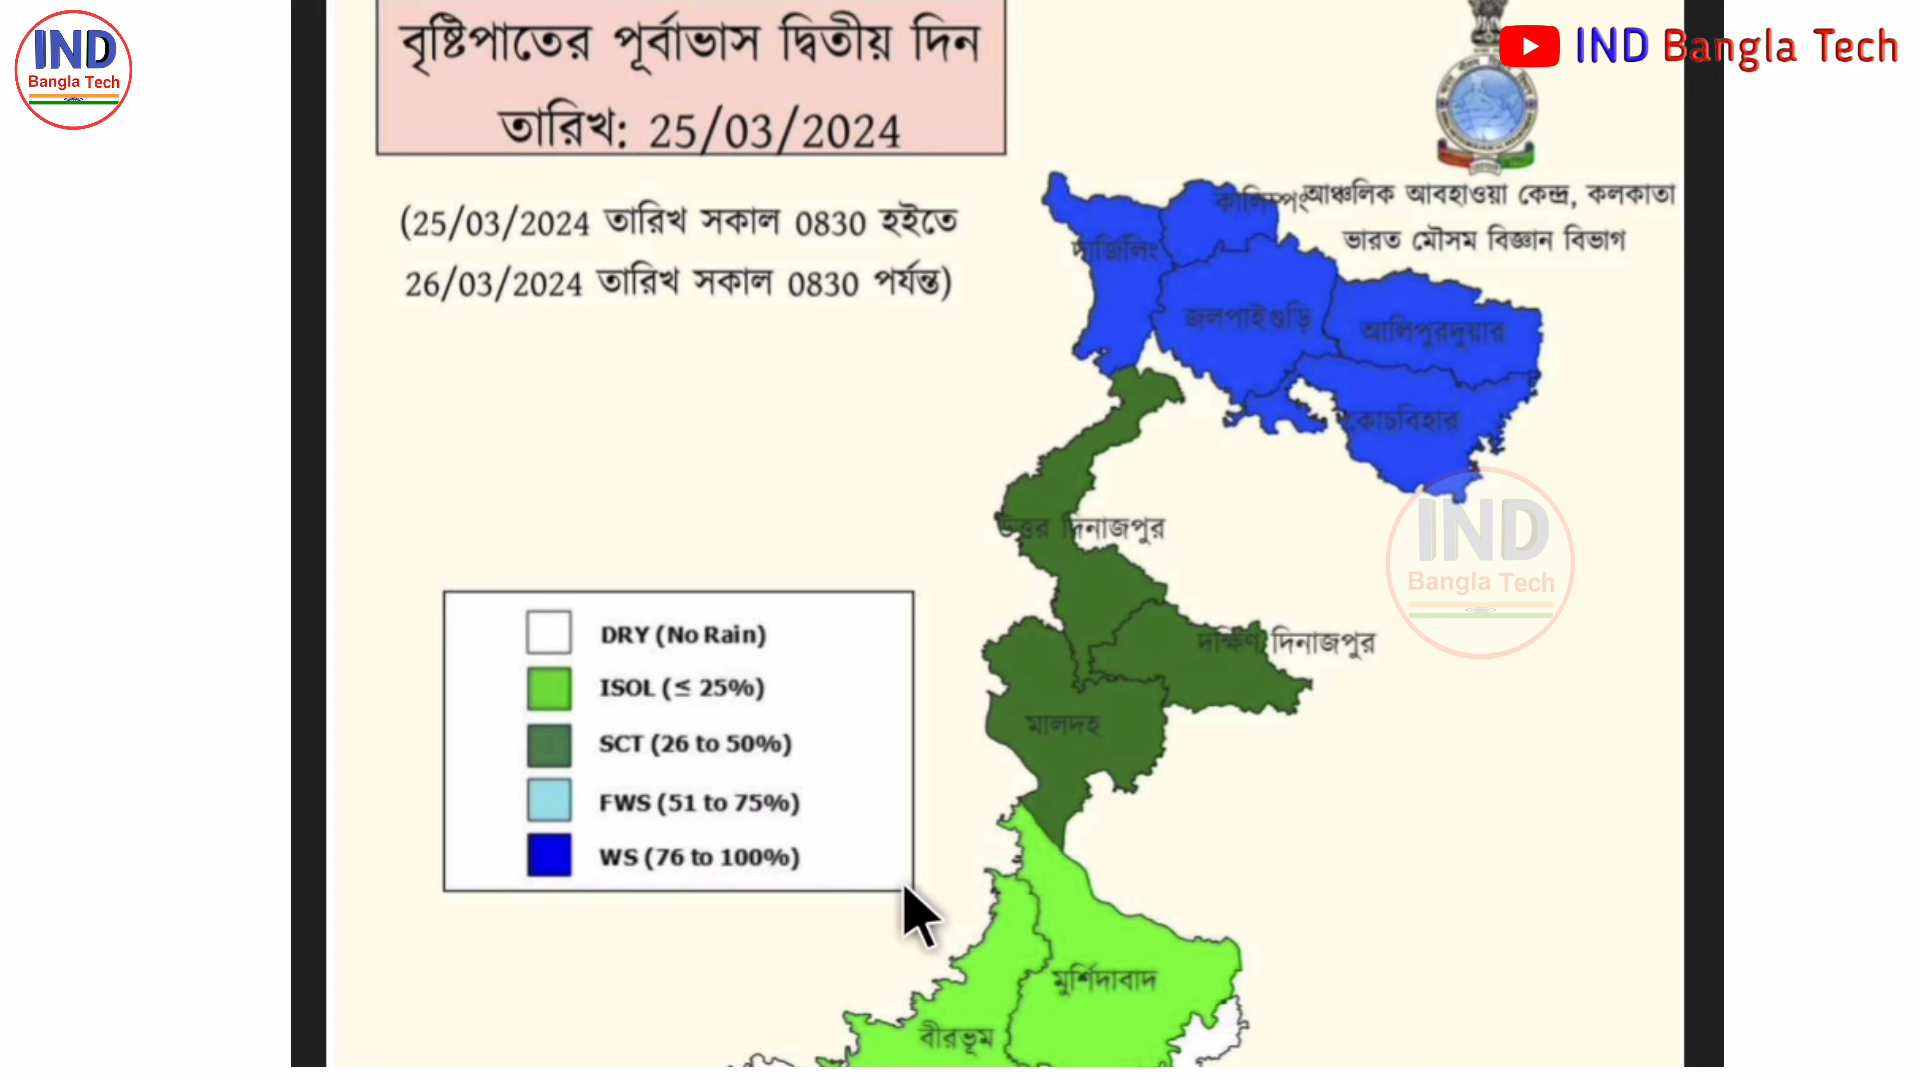 IND
Bangla Tech
বৃষ্টিপাতের পূর্বাভাস দ্বিতীয় দিন
তারিখ: 25/03/2024
IND Bangla Tech
(25/03/2024 তারিখ সকাল 0830 হইতে
26/03/2024 তারিখ সকাল 0830 পর্যন্ত)
আঞ্চলিক আবহাওয়া কেন্দ্র, কলকাতা
ভারত মৌসম বিজ্ঞান বিভাগ
কালিম্পং
দার্জিলিং
জলপাইগুড়ি
আলিপুরদুয়ার
কোচবিহার
উত্তর দিনাজপুর
IND
Bangla Tech
দক্ষিণ দিনাজপুর
মালদহ
DRY (No Rain)
ISOL (≤ 25%)
SCT (26 to 50%)
FWS (51 to 75%)
WS (76 to 100%)
মুর্শিদাবাদ
বীরভূম